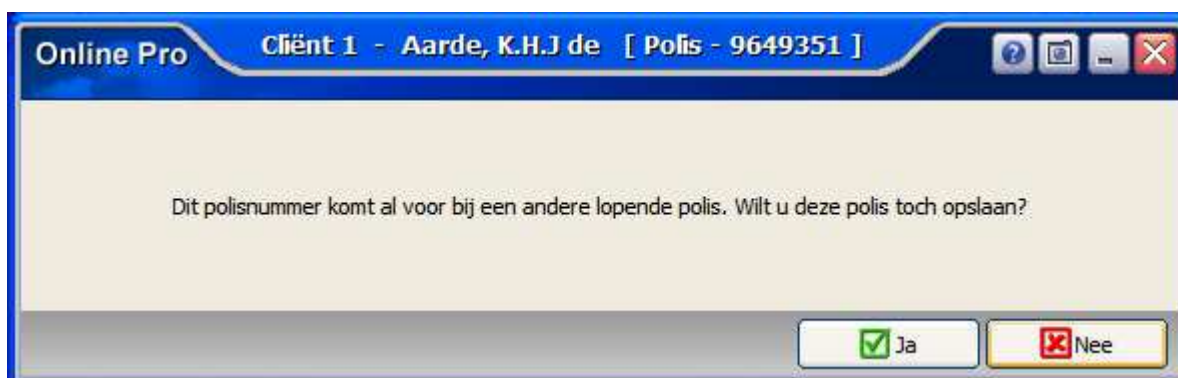 Online Pro
Cliënt 1 - Aarde, K.H.J de [ Polis - 9649351 ]
Dit polisnummer komt al voor bij een andere lopende polis. Wilt u deze polis toch opslaan?
Ja
Nee